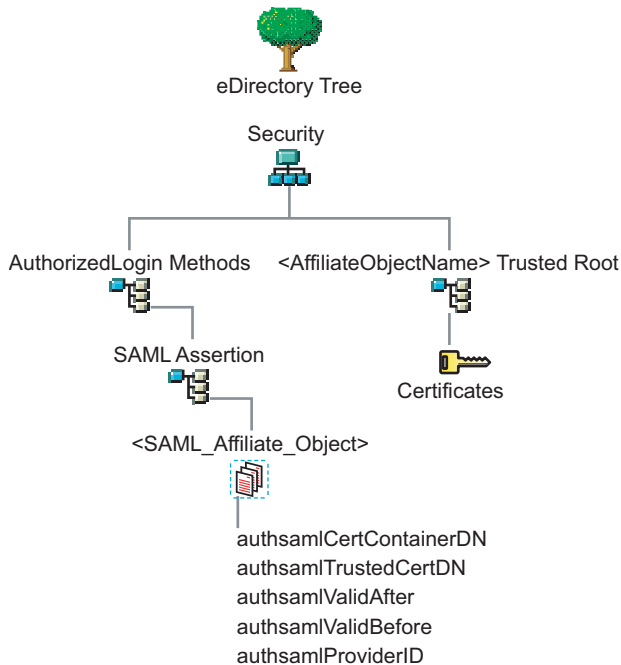 eDirectory Tree
Security
AuthorizedLogin Methods
<AffiliateObjectName> Trusted Root
SAML Assertion
Certificates
<SAML_Affiliate_Object>
authsamlCertContainerDN
authsamlTrustedCertDN
authsamlValidAfter
authsamlValidBefore
authsamlProviderID